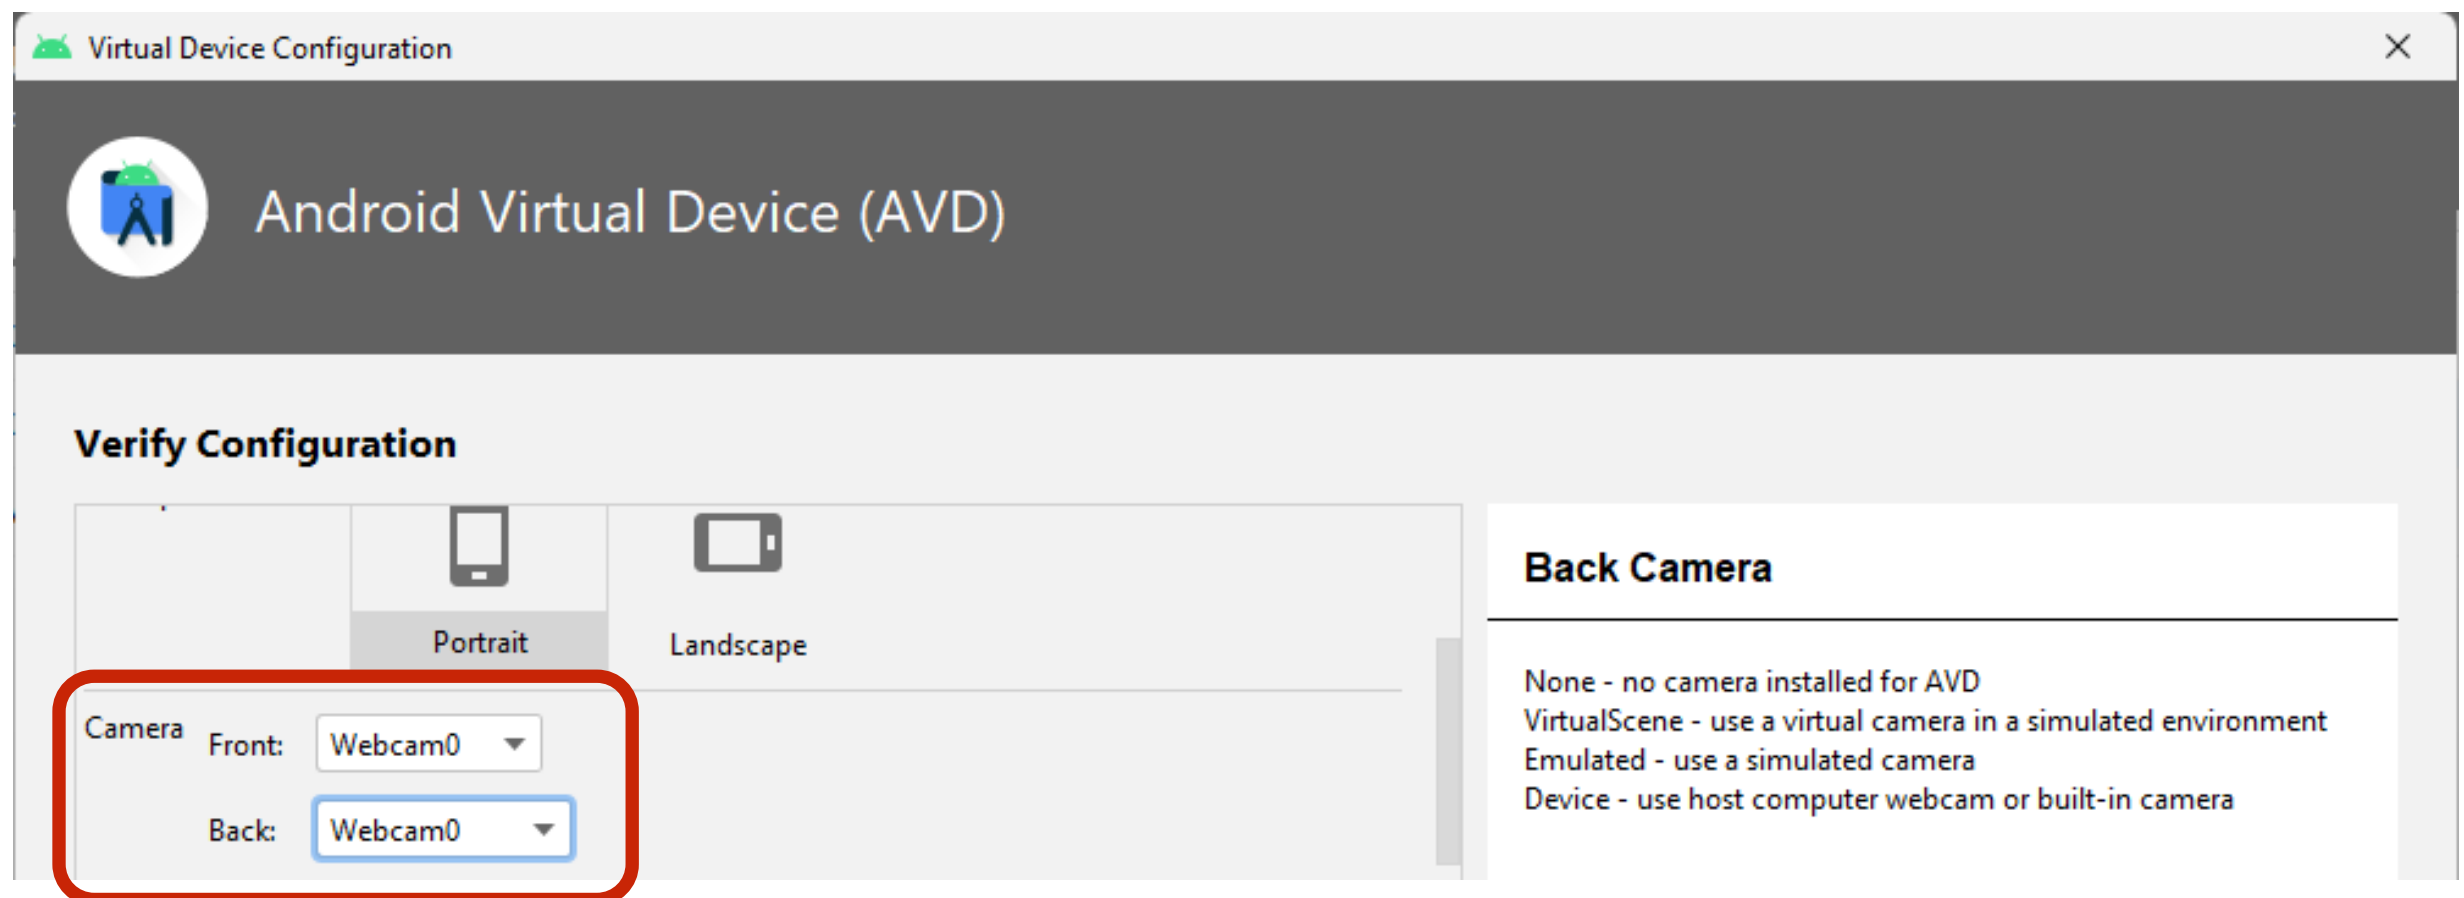 Virtual Device Configuration
Android Virtual Device (AVD)
Verify Configuration
Portrait
Landscape
Camera
Front:
Webcam0
Back:
Webcam0
Back Camera
None - no camera installed for AVD
VirtualScene - use a virtual camera in a simulated environment
Emulated - use a simulated camera
Device - use host computer webcam or built-in camera